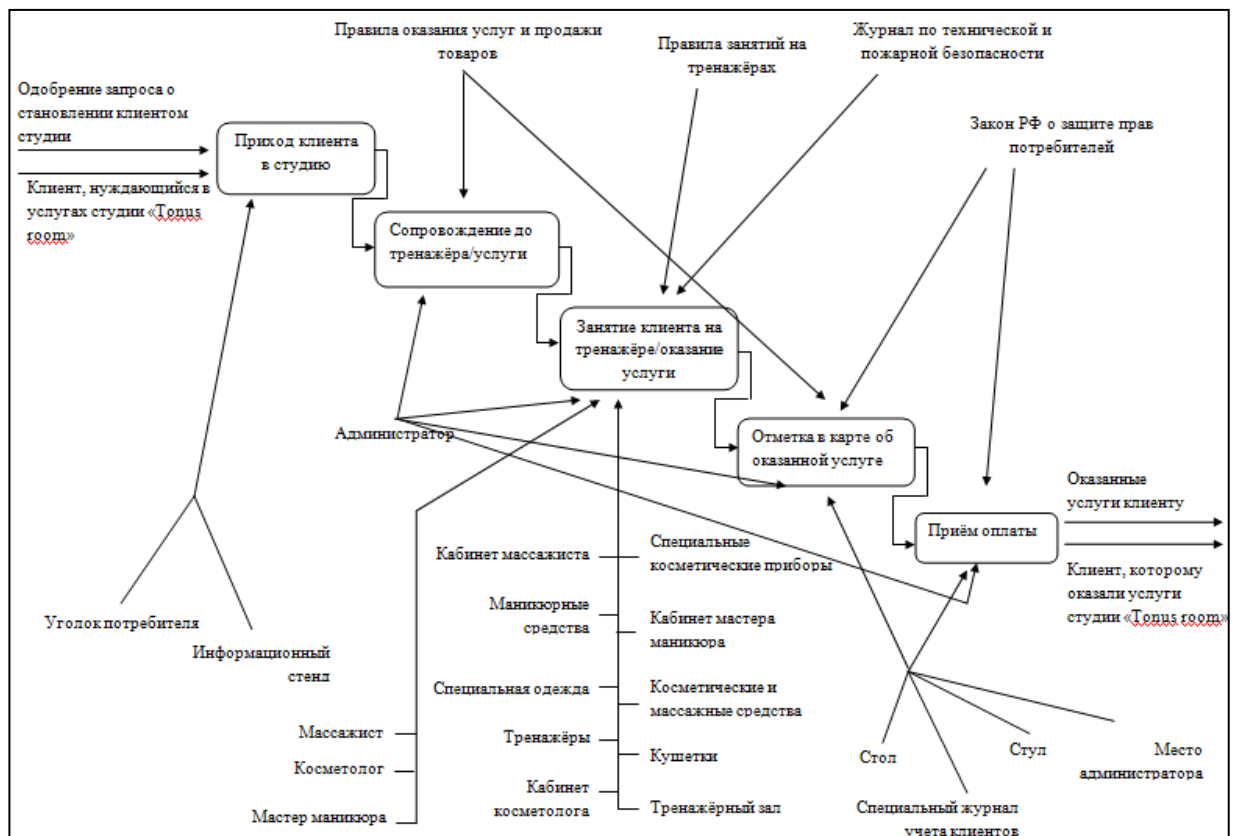 Правила оказания услуг и продажи
товаров
Правила занятий на
тренажёрах
Журнал по технической и
пожарной безопасности
Одобрение запроса о
становлении клиентом
студии
Закон РФ о защите прав
потребителей
Приход клиента
в студию
Клиент, нуждающийся в
услугах студии «Tonus
room»
Сопровождение до
тренажёра/услуги
Занятие клиента на
тренажёре/оказание
услуги
Администратор
Отметка в карте об
оказанной услуге
Оказанные
услуги клиенту
Приём оплаты
Клиент, которому
оказали услуги
студии «Tonus room»
Уголок потребителя
Информационный
стенд
Кабинет массажиста
Специальные
косметические приборы
Маникюрные
средства
Кабинет мастера
маникюра
Специальная одежда
Косметические и
массажные средства
Тренажёры
Кушетки
Кабинет
косметолога
Тренажёрный зал
Массажист
Косметолог
Мастер маникюра
Стол
Стул
Место
администратора
Специальный журнал
учета клиентов